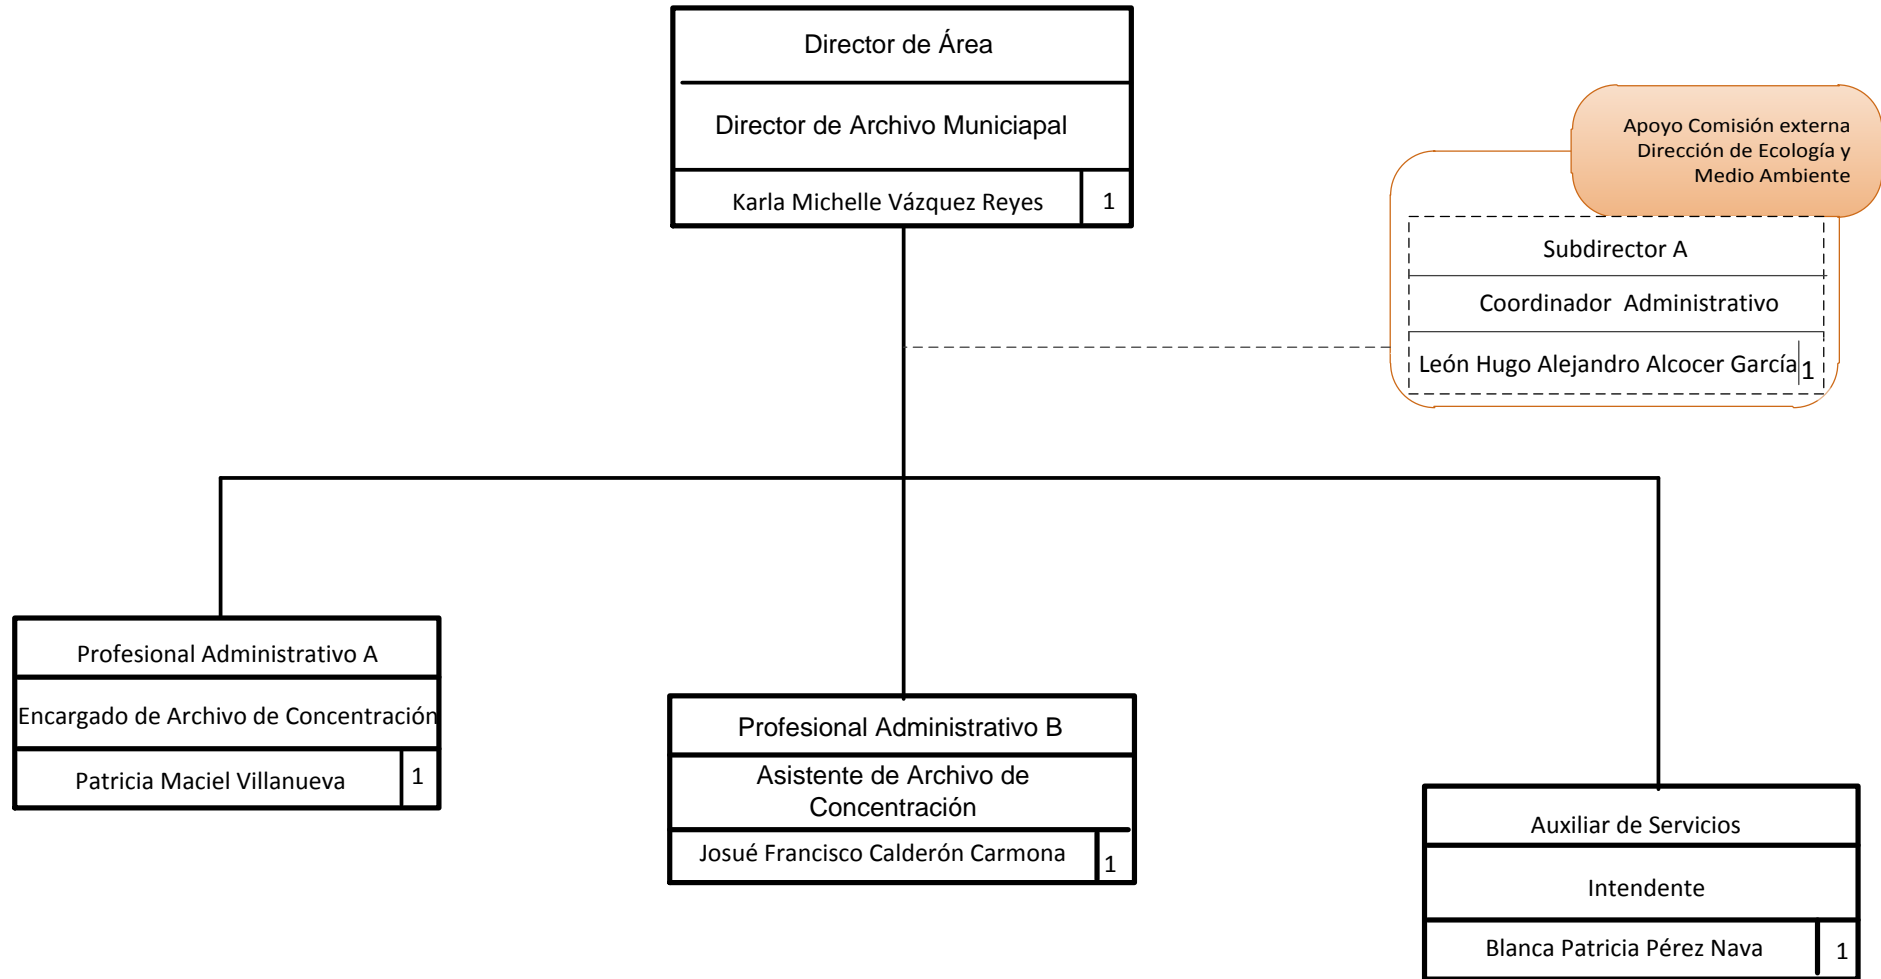 Director de Área
Director de Archivo Municiapal
Karla Michelle Vázquez Reyes 1
Apoyo Comisión externa
Dirección de Ecología y
Medio Ambiente
Subdirector A
Coordinador Administrativo
León Hugo Alejandro Alcocer García 1
Profesional Administrativo A
Encargado de Archivo de Concentración
Patricia Maciel Villanueva 1
Profesional Administrativo B
Asistente de Archivo de
Concentración
Josué Francisco Calderón Carmona 1
Auxiliar de Servicios
Intendente
Blanca Patricia Pérez Nava 1